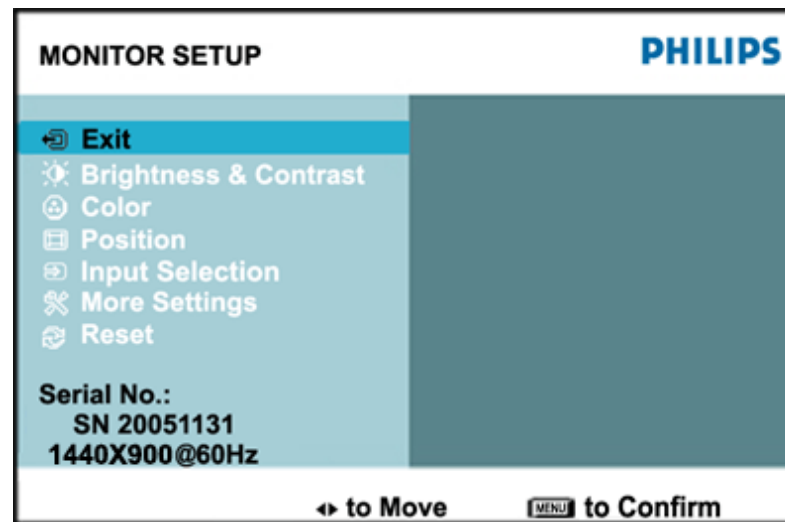 MONITOR SETUP PHILIPS
Exit
Brightness & Contrast
Color
Position
Input Selection
More Settings
Reset
Serial No.:
SN 20051131
1440X900@60Hz
to Move MENU to Confirm